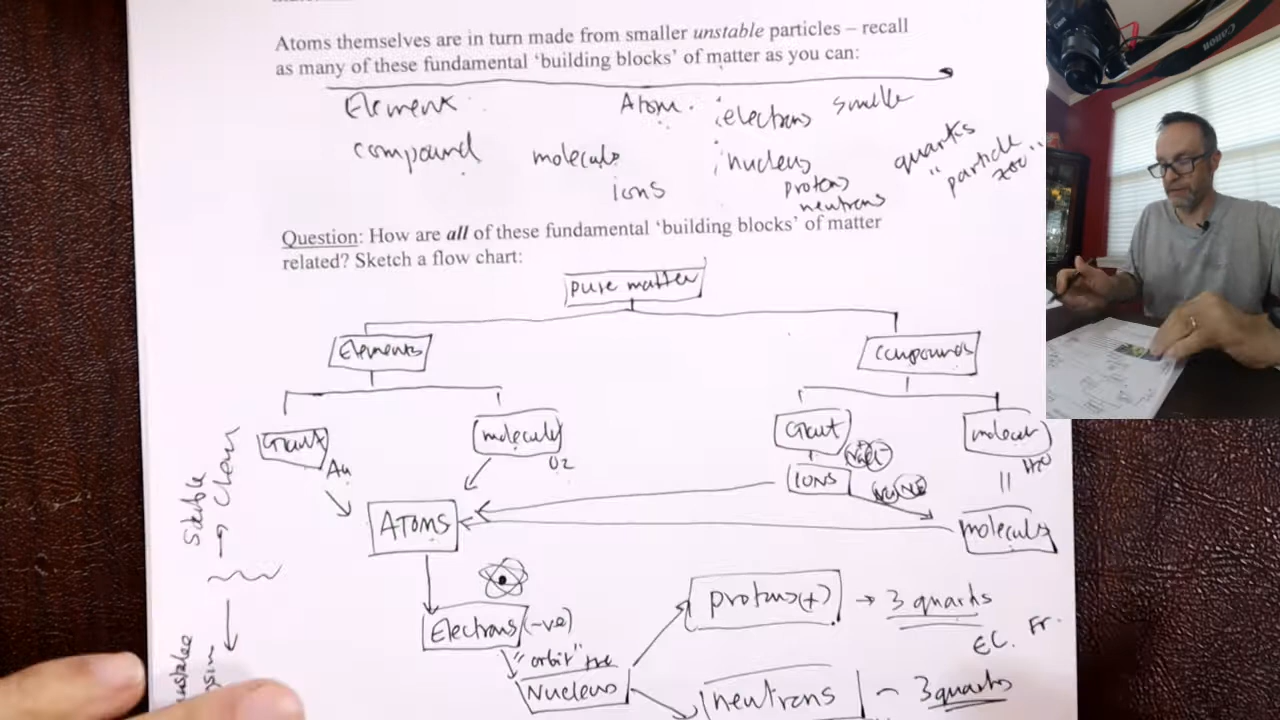 Atoms themselves are in turn made from smaller unstable particles – recall
as many of these fundamental 'building blocks' of matter as you can:
Element Atom. electrons smaller
compound molecule nucleus quarks
"particle
zoo"
ions protons
neutrons
Question: How are all of these fundamental 'building blocks' of matter
related? Sketch a flow chart:
pure matter
Elements Compounds
Giant molecule Giant molecule
Au O2 H2O
IONS
ATOMS molecule
Stable
→ Chem
Electrons (-ve)
"orbit" the
Nucleus
protons (+) → 3 quarks
EC. Fr.
neutrons – 3 quarks
Canon